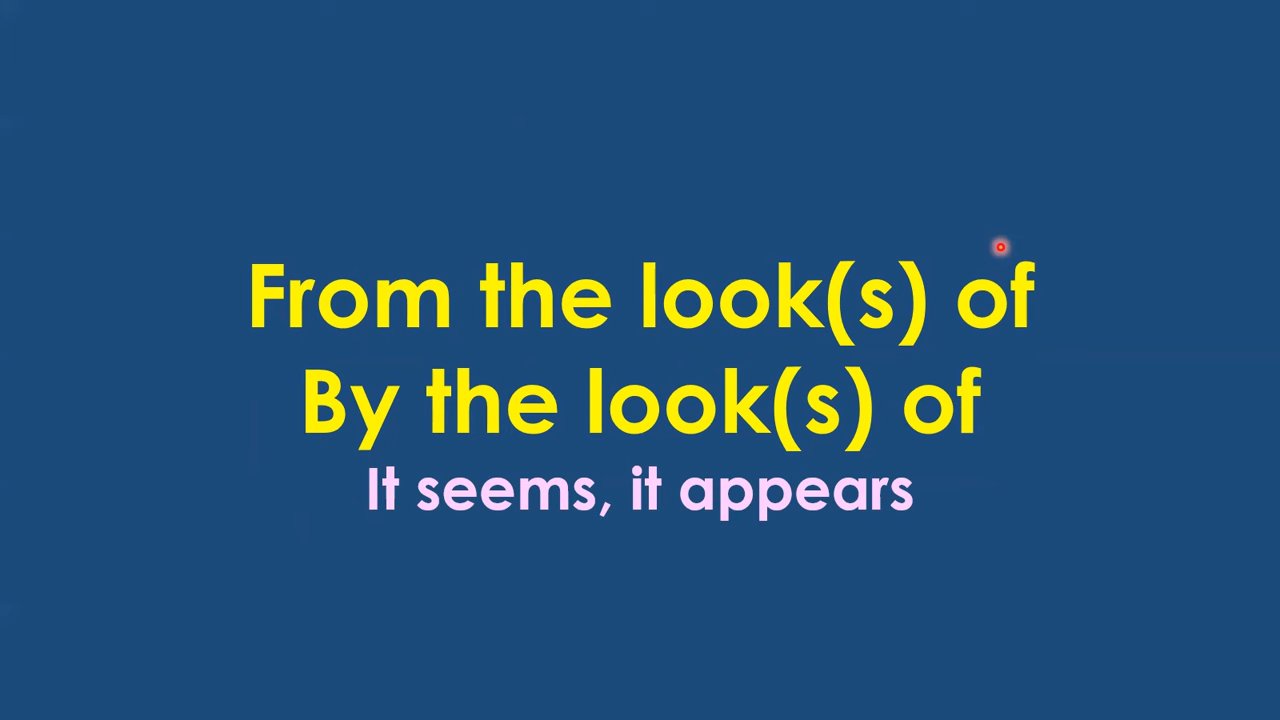 From the look(s) of
By the look(s) of
It seems, it appears